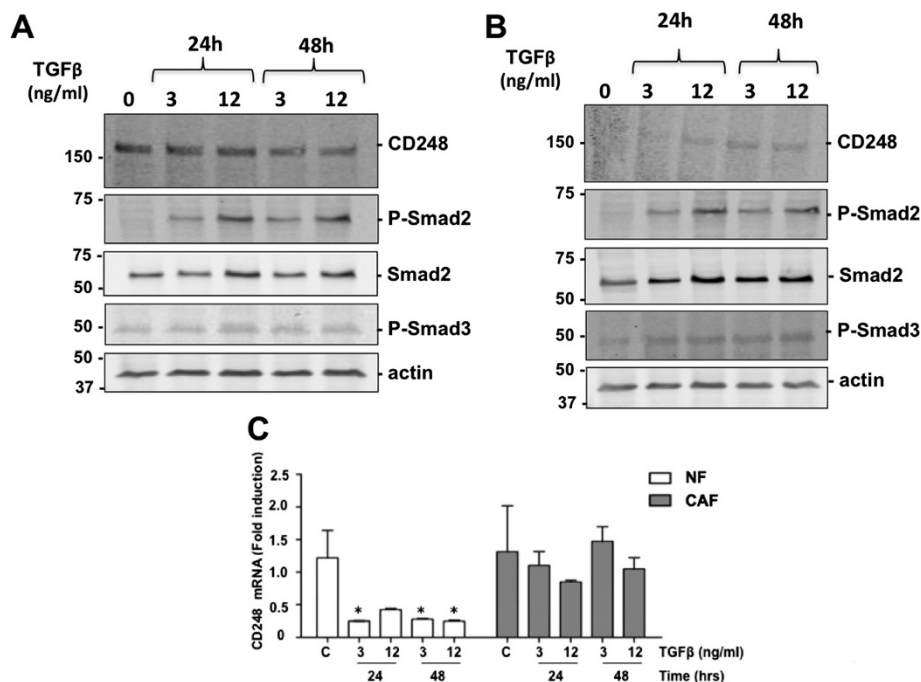 A
24h 48h
TGFβ
(ng/ml)
0 3 12 3 12
150 CD248
75
P-Smad2
75
Smad2
50
50 P-Smad3
50
actin
37
B
24h 48h
TGFβ
(ng/ml)
0 3 12 3 12
150 CD248
75
P-Smad2
75
Smad2
50
50 P-Smad3
50
actin
37
C
CD248 mRNA (Fold induction)
2.5
2.0
1.5
1.0
0.5
0
NF
CAF
* * *
C 3 12 3 12 C 3 12 3 12 TGFβ (ng/ml)
24 48 24 48 Time (hrs)